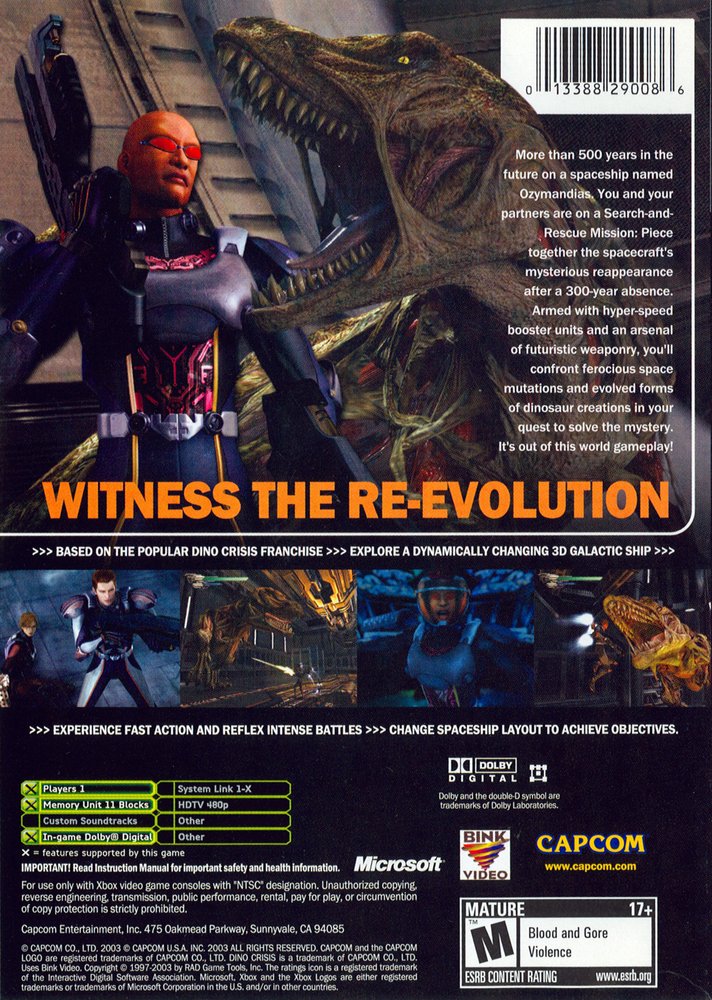 0 13388 29008 6
More than 500 years in the
future on a spaceship named
Ozymandias. You and your
partners are on a Search-and-
Rescue Mission: Piece
together the spacecraft's
mysterious reappearance
after a 300-year absence.
Armed with hyper-speed
booster units and an arsenal
of futuristic weaponry, you'll
confront ferocious space
mutations and evolved forms
of dinosaur creations in your
quest to solve the mystery.
It's out of this world gameplay!
WITNESS THE RE-EVOLUTION
>>> BASED ON THE POPULAR DINO CRISIS FRANCHISE >>> EXPLORE A DYNAMICALLY CHANGING 3D GALACTIC SHIP >>>
>>> EXPERIENCE FAST ACTION AND REFLEX INTENSE BATTLES >>> CHANGE SPACESHIP LAYOUT TO ACHIEVE OBJECTIVES.
Players 1
System Link 1-X
Memory Unit 11 Blocks
HDTV 480p
Custom Soundtracks
Other
In-game Dolby® Digital
Other
X = features supported by this game
DOLBY
DIGITAL
Dolby and the double-D symbol are
trademarks of Dolby Laboratories.
IMPORTANT! Read Instruction Manual for important safety and health information.
Microsoft®
For use only with Xbox video game consoles with "NTSC" designation. Unauthorized copying,
reverse engineering, transmission, public performance, rental, pay for play, or circumvention
of copy protection is strictly prohibited.
Capcom Entertainment, Inc. 475 Oakmead Parkway, Sunnyvale, CA 94085
© CAPCOM CO., LTD. 2003 © CAPCOM U.S.A. INC. 2003 ALL RIGHTS RESERVED. CAPCOM and the CAPCOM
LOGO are registered trademarks of CAPCOM CO., LTD. DINO CRISIS is a trademark of CAPCOM CO., LTD.
Uses Bink Video. Copyright © 1997-2003 by RAD Game Tools, Inc. The ratings icon is a registered trademark
of the Interactive Digital Software Association. Microsoft, Xbox and the Xbox Logos are either registered
trademarks or trademarks of Microsoft Corporation in the U.S. and/or in other countries.
BINK
VIDEO
CAPCOM
www.capcom.com
MATURE 17+
M
TM
Blood and Gore
Violence
ESRB CONTENT RATING www.esrb.org